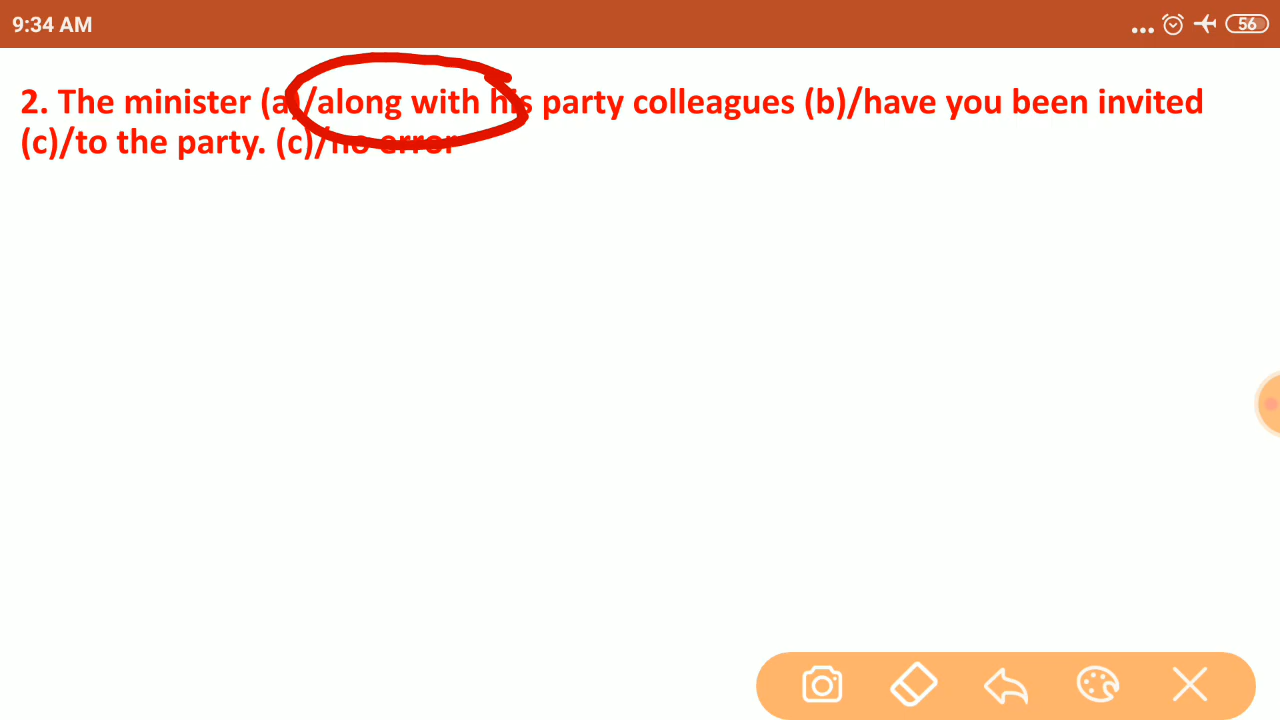 9:34 AM
56
2. The minister (a)/along with his party colleagues (b)/have you been invited
(c)/to the party. (c)/no error